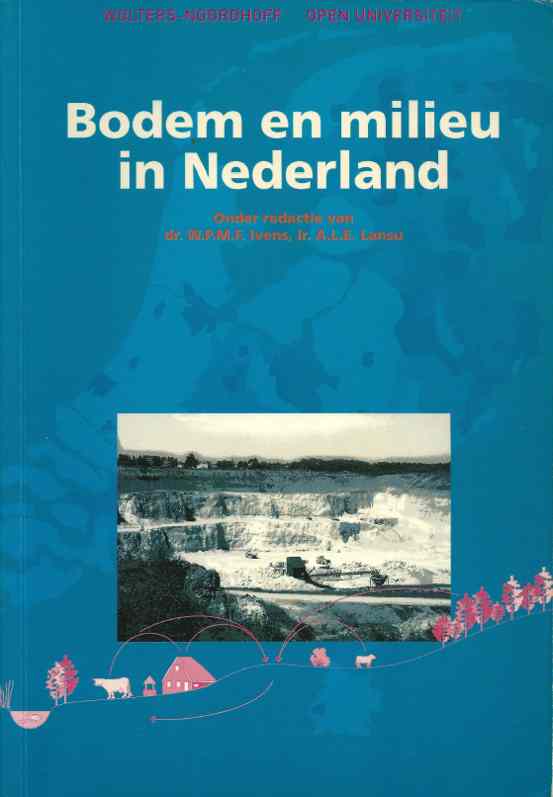 WOLTERS-NOORDHOFF OPEN UNIVERSITEIT
Bodem en milieu
in Nederland
Onder redactie van
dr. W.P.M.F. Ivens, ir. A.L.E. Lansu